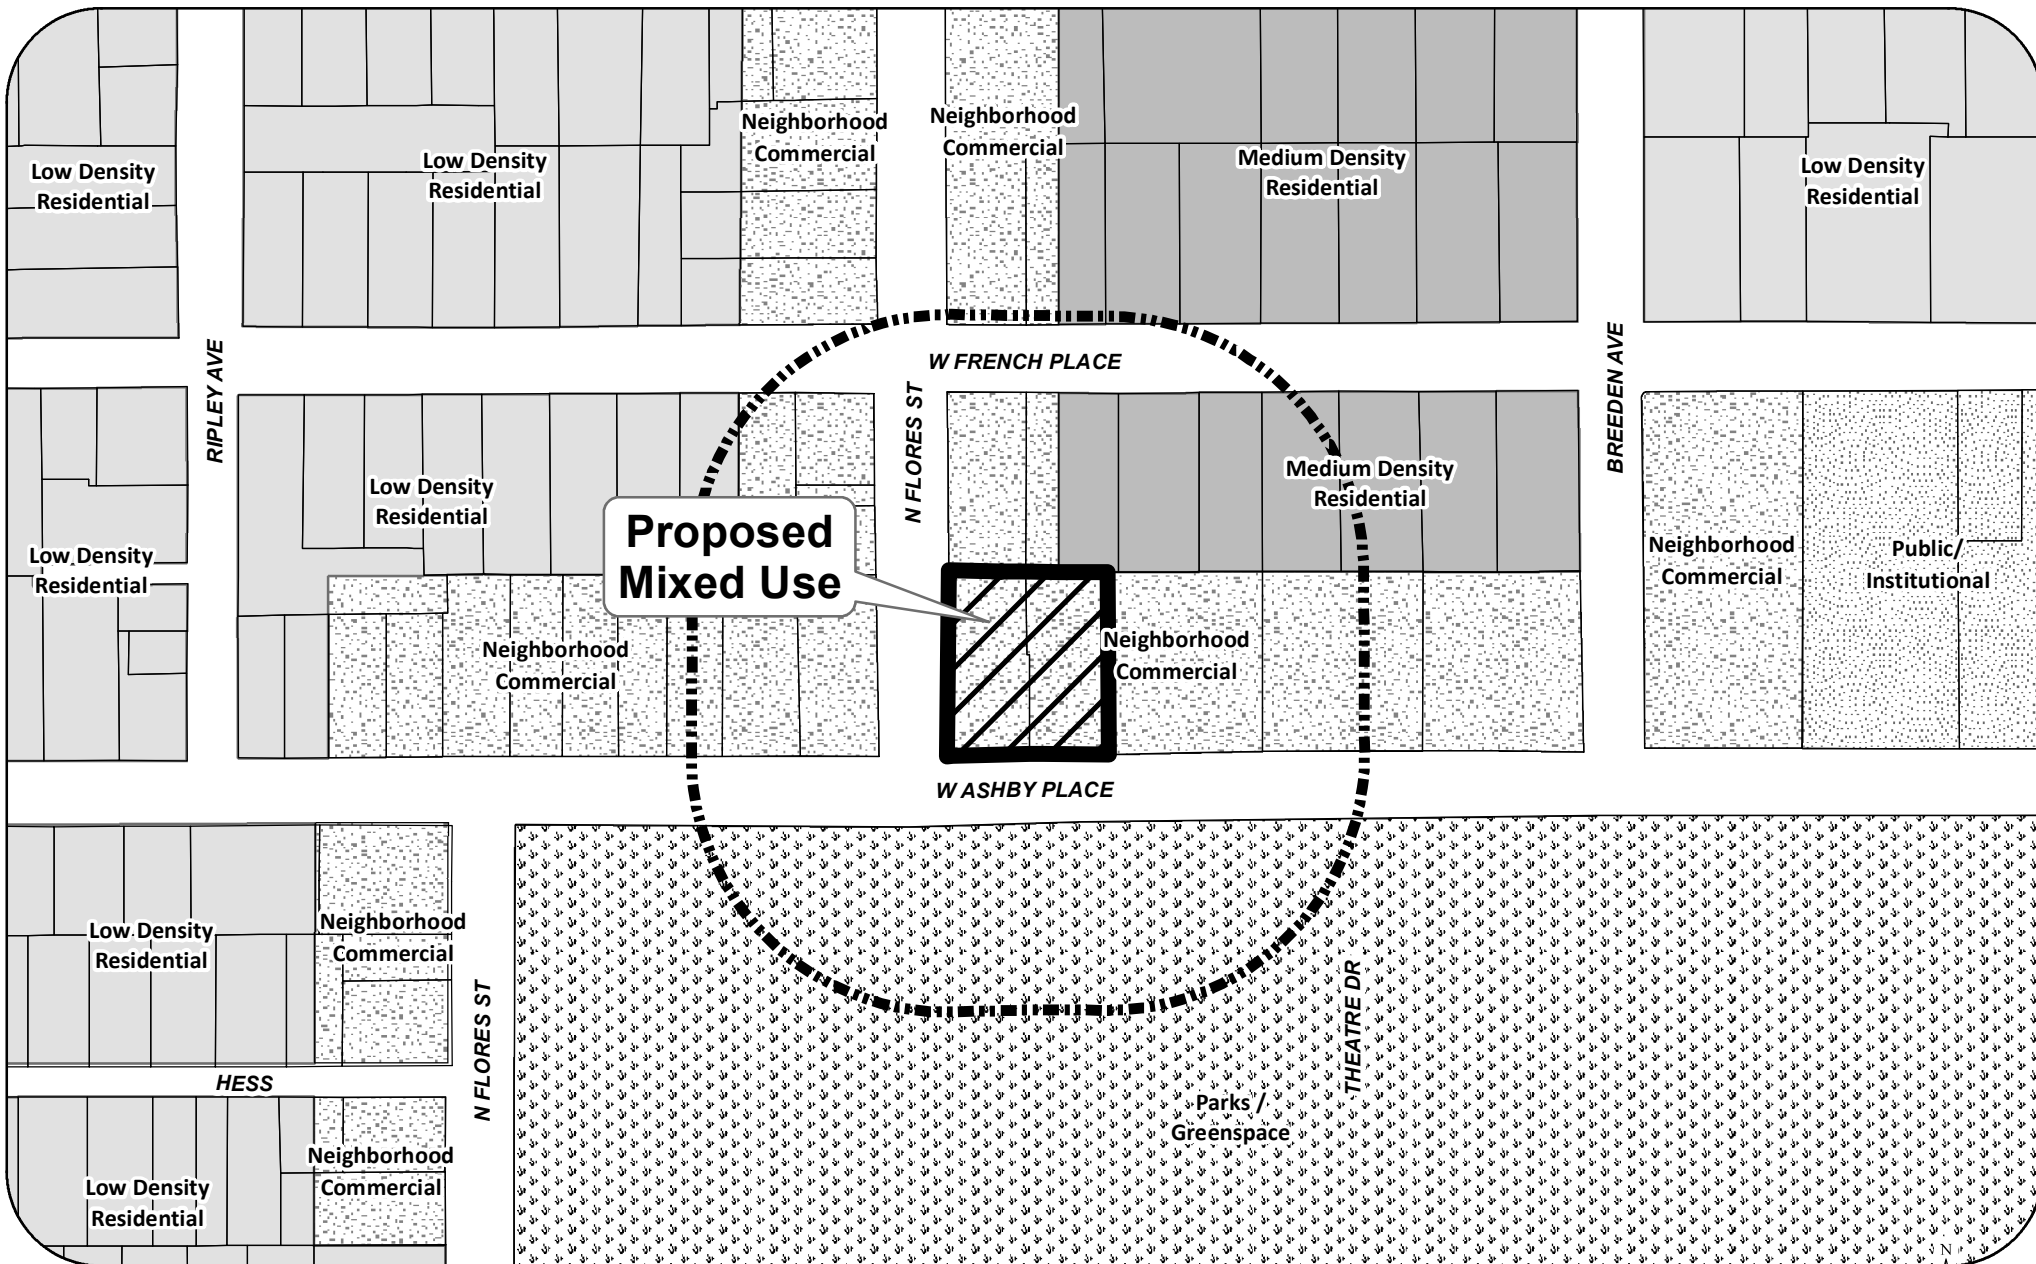 Neighborhood
Commercial
Neighborhood
Commercial
Low Density
Residential
Low Density
Residential
Medium Density
Residential
Low Density
Residential
RIPLEY AVE
W FRENCH PLACE
N FLORES ST
BREEDEN AVE
Low Density
Residential
Medium Density
Residential
Proposed
Mixed Use
Low Density
Residential
Neighborhood
Commercial
Public/
Institutional
Neighborhood
Commercial
Neighborhood
Commercial
W ASHBY PLACE
Low Density
Residential
Neighborhood
Commercial
N FLORES ST
THEATRE DR
HESS
Parks /
Greenspace
Low Density
Residential
Neighborhood
Commercial
N